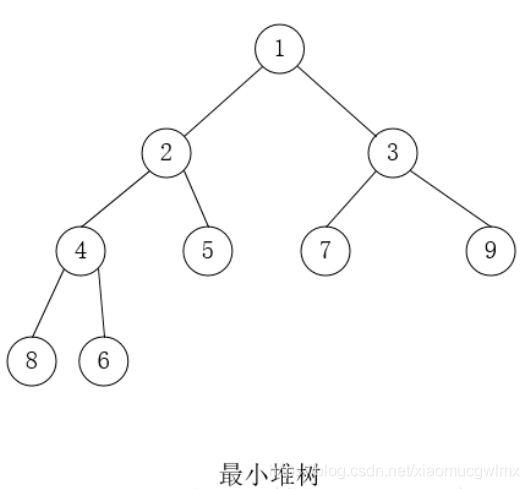 1
2 3
4 5 7 9
8 6
最小堆树
blog.csdn.net/xiaomucgwlmx